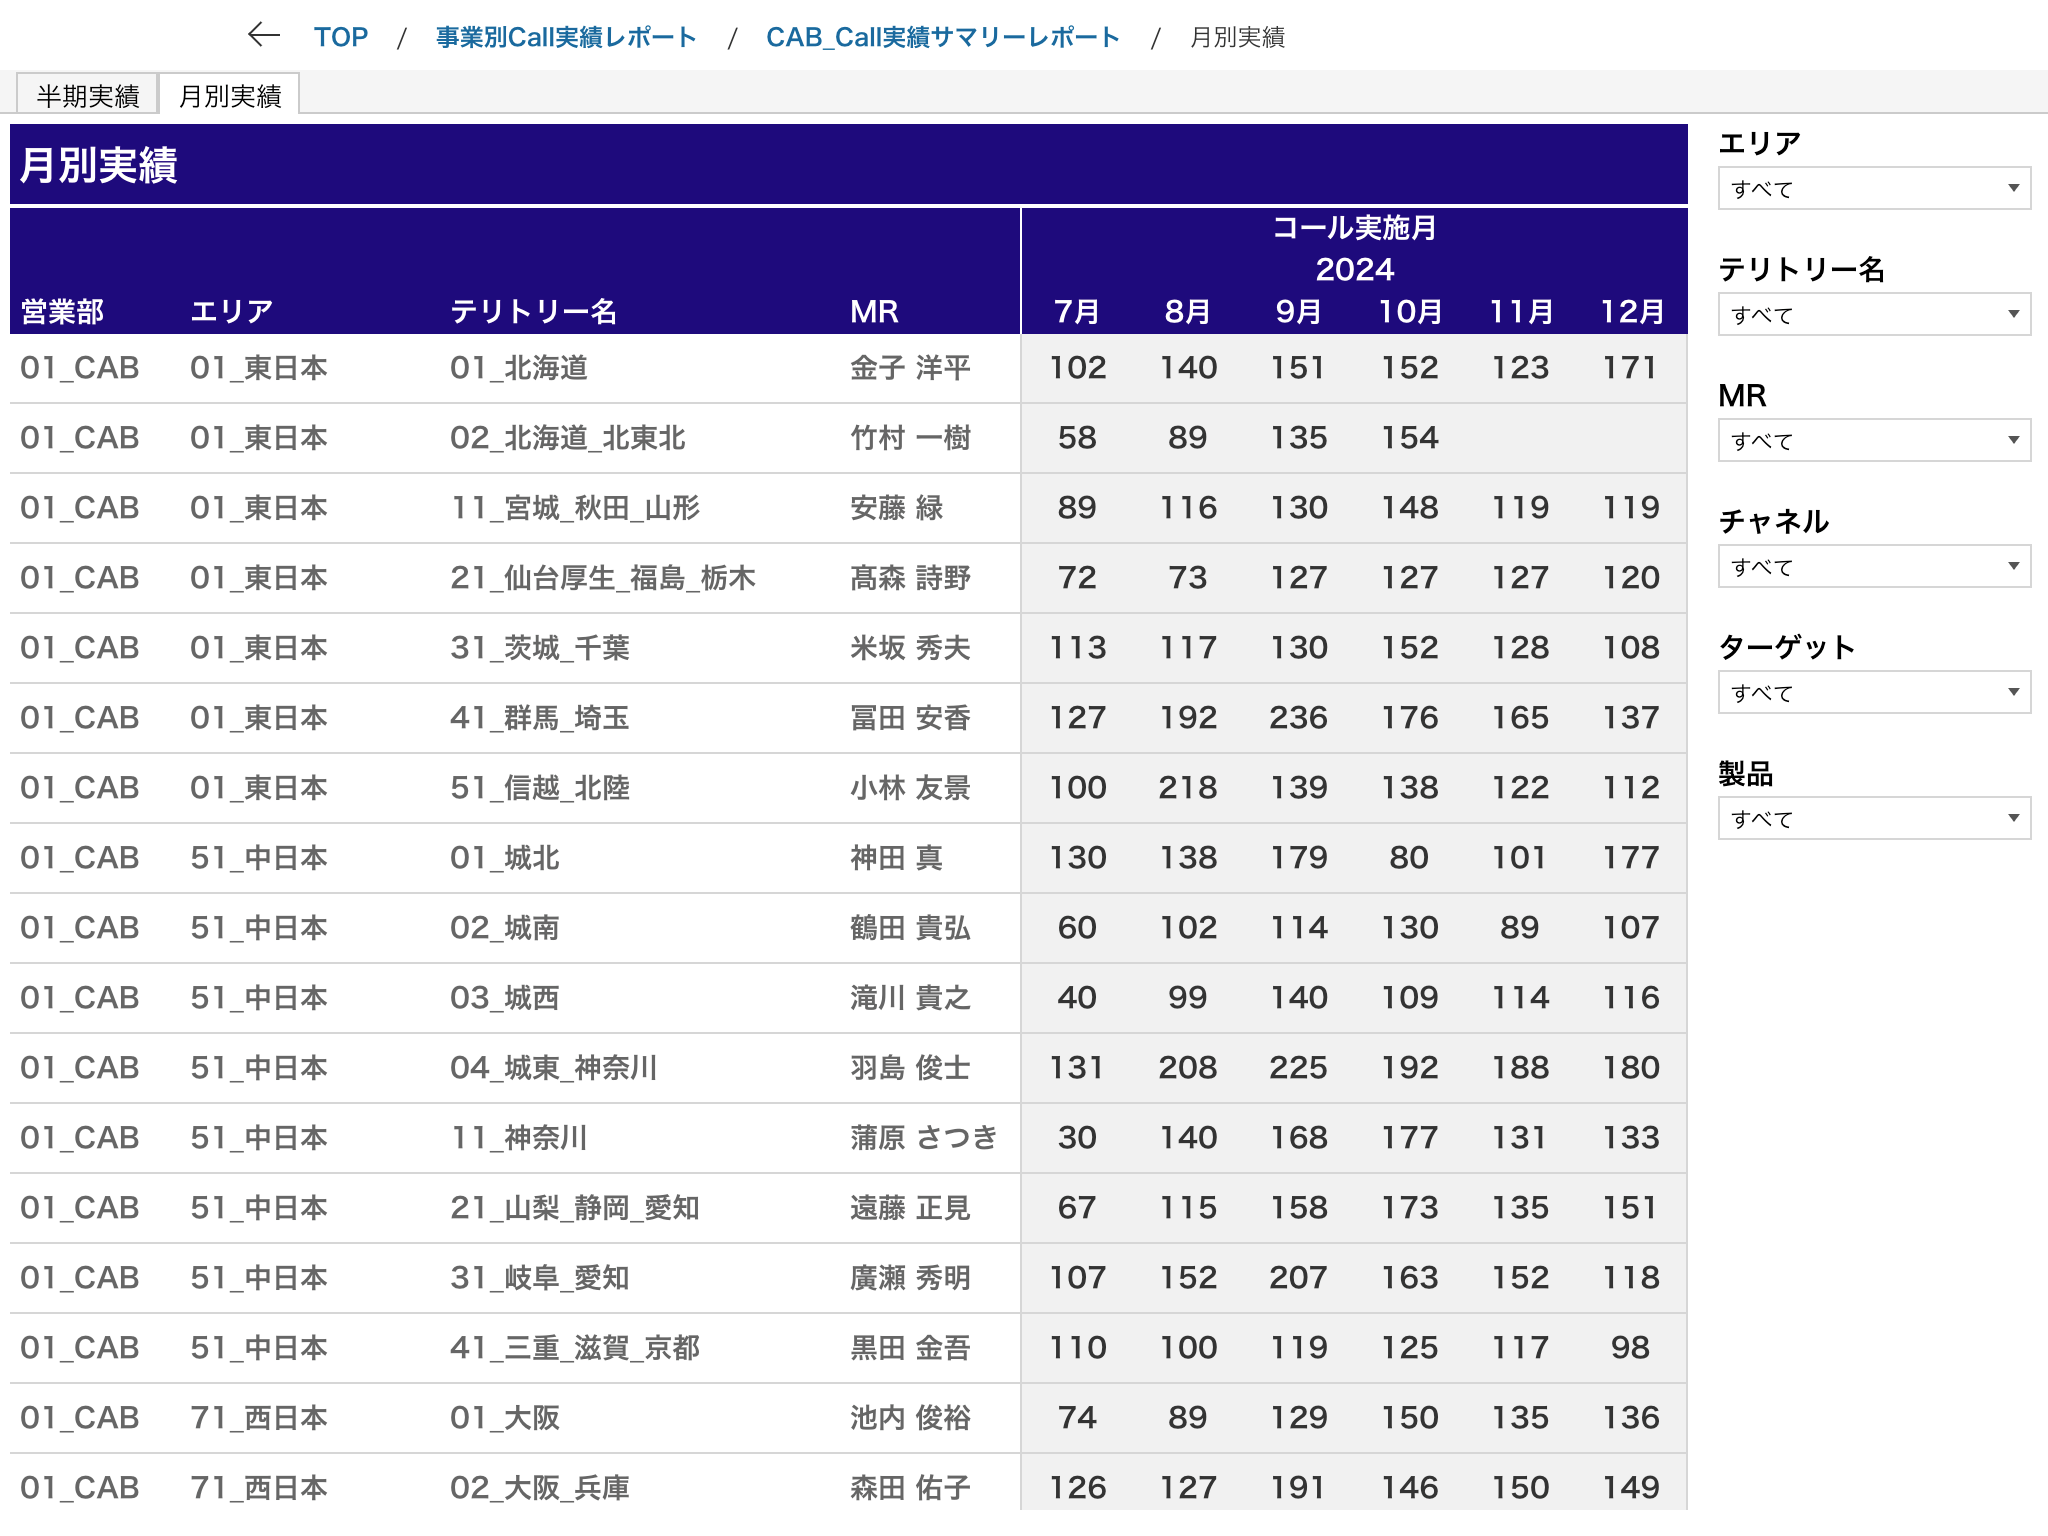 ← TOP / 事業別Call実績レポート / CAB_Call実績サマリーレポート / 月別実績
半期実績 月別実績
月別実績
コール実施月
2024
営業部 エリア テリトリー名 MR 7月 8月 9月 10月 11月 12月
01_CAB 01_東日本 01_北海道 金子 洋平 102 140 151 152 123 171
01_CAB 01_東日本 02_北海道_北東北 竹村 一樹 58 89 135 154
01_CAB 01_東日本 11_宮城_秋田_山形 安藤 緑 89 116 130 148 119 119
01_CAB 01_東日本 21_仙台厚生_福島_栃木 髙森 詩野 72 73 127 127 127 120
01_CAB 01_東日本 31_茨城_千葉 米坂 秀夫 113 117 130 152 128 108
01_CAB 01_東日本 41_群馬_埼玉 冨田 安香 127 192 236 176 165 137
01_CAB 01_東日本 51_信越_北陸 小林 友景 100 218 139 138 122 112
01_CAB 51_中日本 01_城北 神田 真 130 138 179 80 101 177
01_CAB 51_中日本 02_城南 鶴田 貴弘 60 102 114 130 89 107
01_CAB 51_中日本 03_城西 滝川 貴之 40 99 140 109 114 116
01_CAB 51_中日本 04_城東_神奈川 羽島 俊士 131 208 225 192 188 180
01_CAB 51_中日本 11_神奈川 蒲原 さつき 30 140 168 177 131 133
01_CAB 51_中日本 21_山梨_静岡_愛知 遠藤 正見 67 115 158 173 135 151
01_CAB 51_中日本 31_岐阜_愛知 廣瀬 秀明 107 152 207 163 152 118
01_CAB 51_中日本 41_三重_滋賀_京都 黒田 金吾 110 100 119 125 117 98
01_CAB 71_西日本 01_大阪 池内 俊裕 74 89 129 150 135 136
01_CAB 71_西日本 02_大阪_兵庫 森田 佑子 126 127 191 146 150 149
エリア
すべて
テリトリー名
すべて
MR
すべて
チャネル
すべて
ターゲット
すべて
製品
すべて